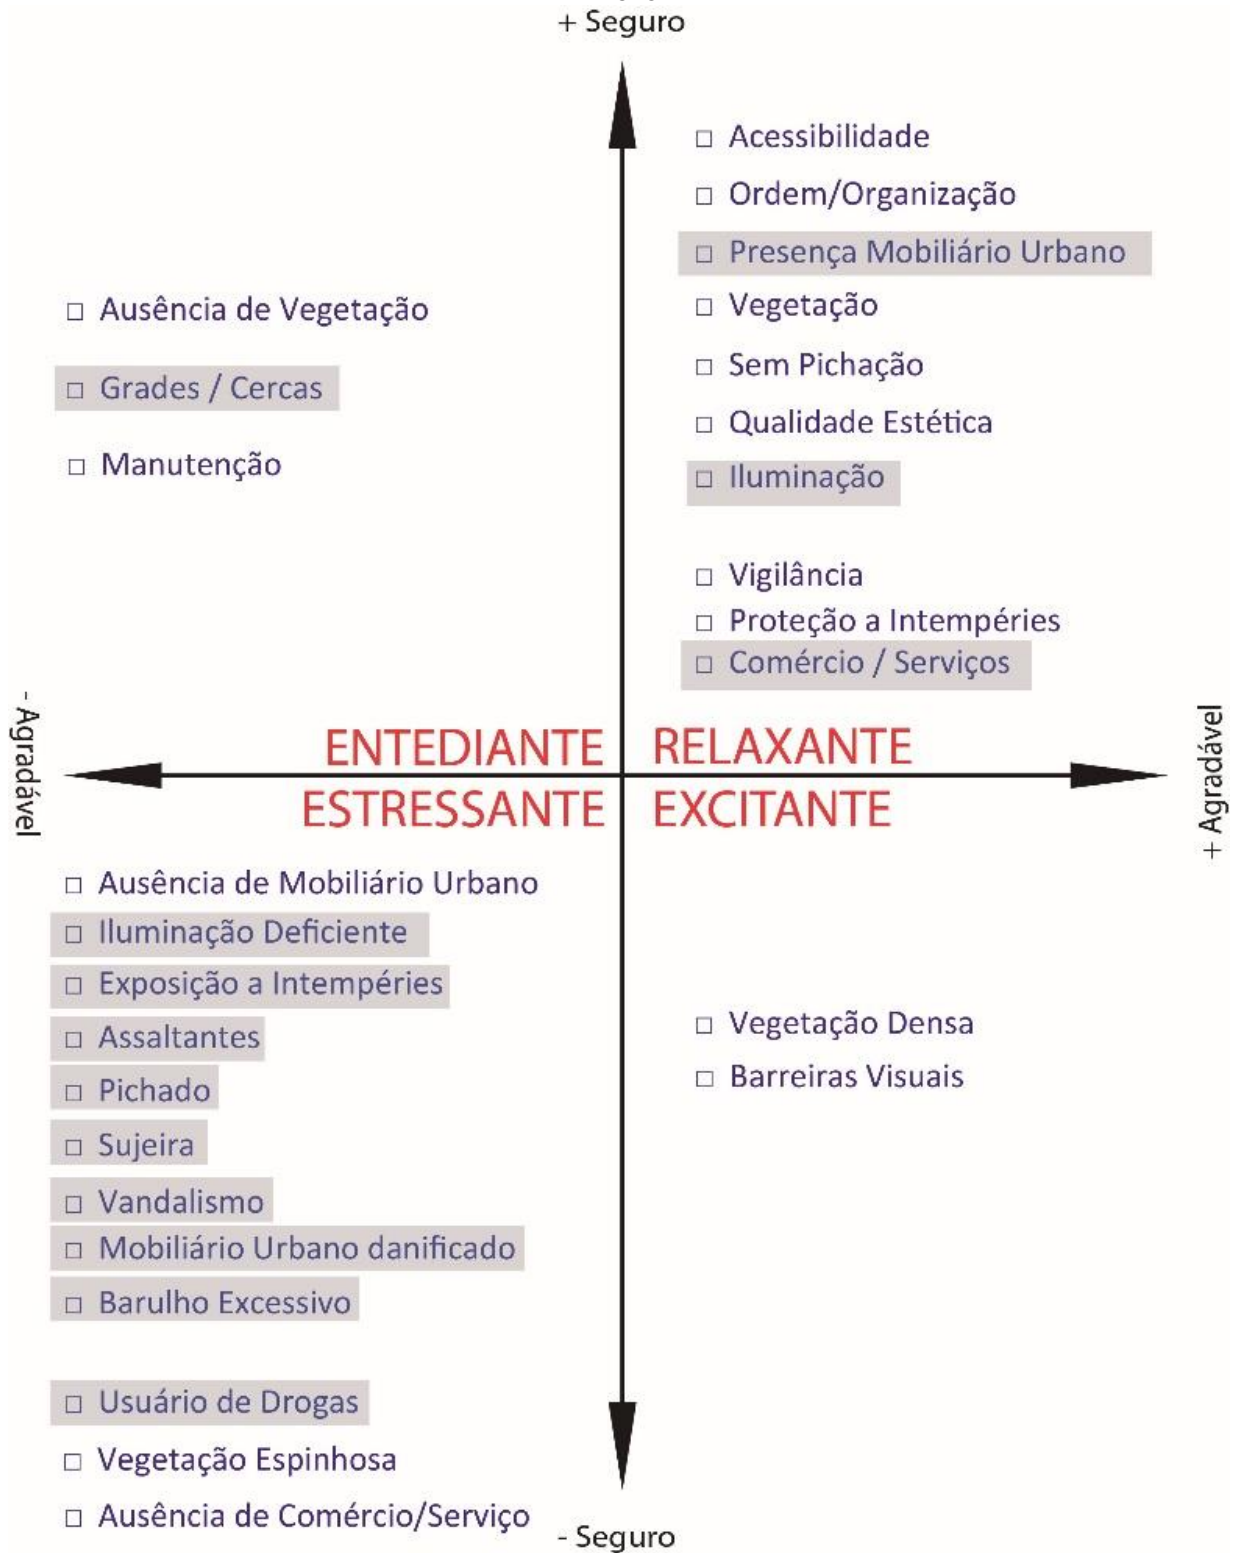 + Seguro
□ Acessibilidade
□ Ordem/Organização
□ Presença Mobiliário Urbano
□ Vegetação
□ Sem Pichação
□ Qualidade Estética
□ Iluminação
□ Vigilância
□ Proteção a Intempéries
□ Comércio / Serviços
□ Ausência de Vegetação
□ Grades / Cercas
□ Manutenção
- Agradável
ENTEDIANTE
RELAXANTE
ESTRESSANTE
EXCITANTE
+ Agradável
□ Ausência de Mobiliário Urbano
□ Iluminação Deficiente
□ Exposição a Intempéries
□ Assaltantes
□ Pichado
□ Sujeira
□ Vandalismo
□ Mobiliário Urbano danificado
□ Barulho Excessivo
□ Usuário de Drogas
□ Vegetação Espinhosa
□ Ausência de Comércio/Serviço
□ Vegetação Densa
□ Barreiras Visuais
- Seguro